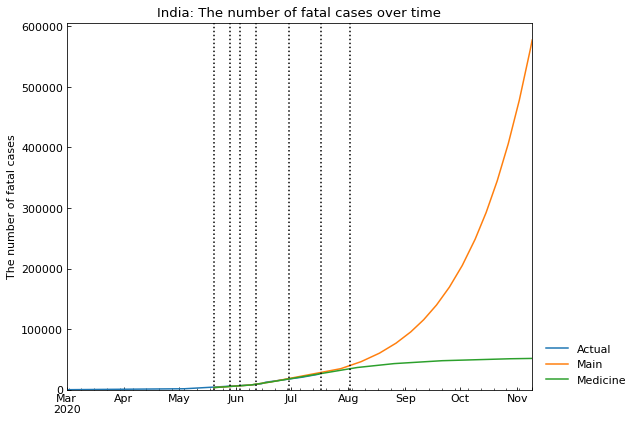 India: The number of fatal cases over time
The number of fatal cases
600000
500000
400000
300000
200000
100000
0
Mar Apr May Jun Jul Aug Sep Oct Nov
2020
Actual
Main
Medicine